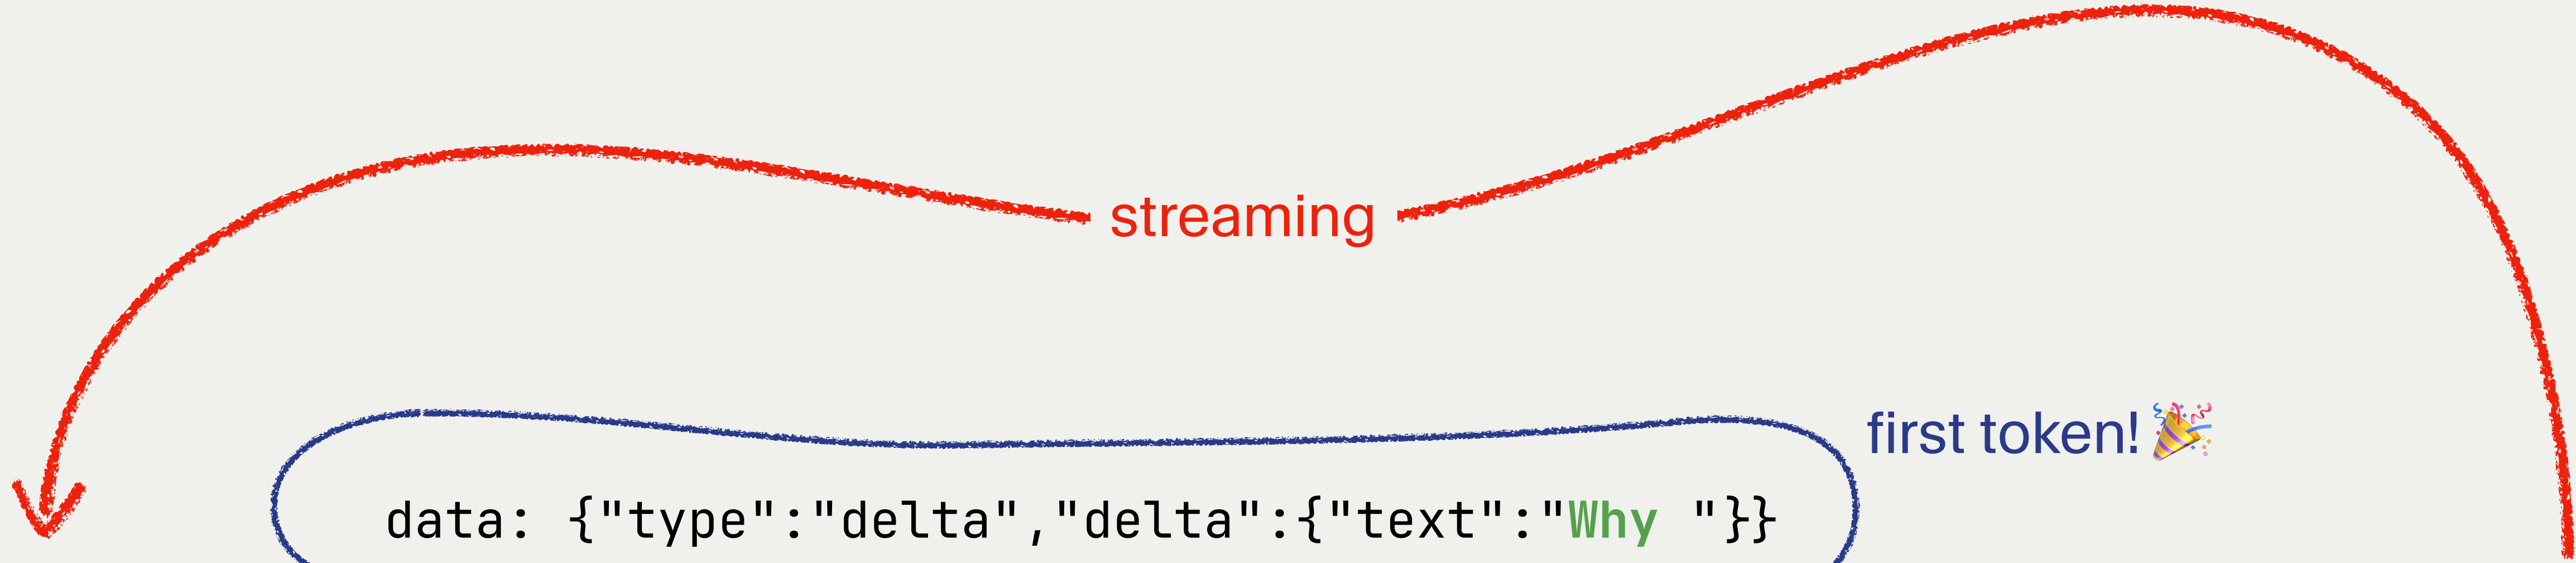 streaming
first token! 🎉
data: {"type":"delta","delta":{"text":"Why "}}